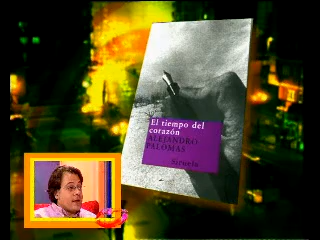 El tiempo del
corazón
ALEJANDRO
PALOMAS
Siruela